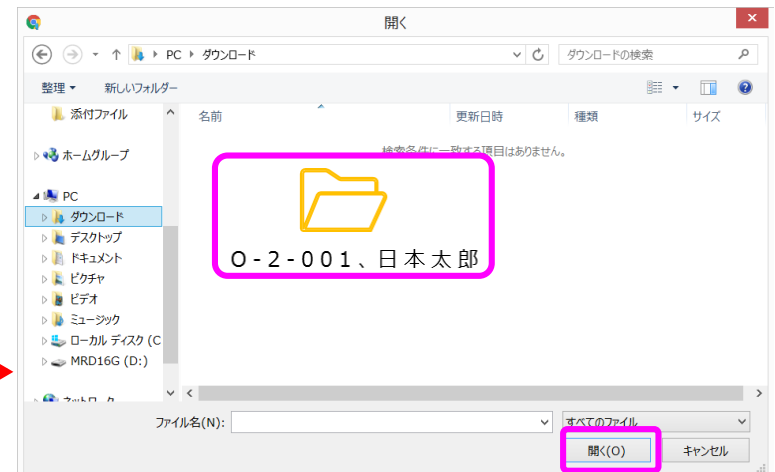 開く
PC ▸ ダウンロード
ダウンロードの検索
整理 ▾ 新しいフォルダー
名前 更新日時 種類 サイズ
添付ファイル
検索条件に一致する項目はありません。
ホームグループ
PC
ダウンロード
デスクトップ
ドキュメント
ピクチャ
ビデオ
ミュージック
ローカル ディスク (C
MRD16G (D:)
ネットワーク
O-2-001、日本太郎
ファイル名(N):
すべてのファイル
開く(O) キャンセル